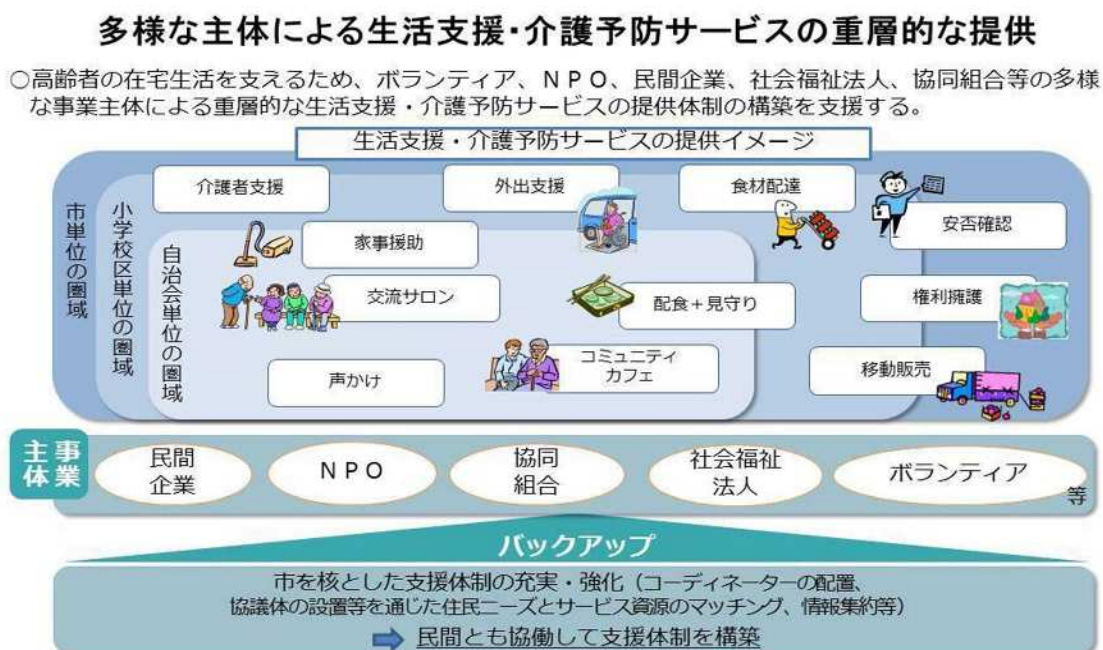 多様な主体による生活支援・介護予防サービスの重層的な提供
○高齢者の在宅生活を支えるため、ボランティア、ＮＰＯ、民間企業、社会福祉法人、協同組合等の多様
な事業主体による重層的な生活支援・介護予防サービスの提供体制の構築を支援する。
生活支援・介護予防サービスの提供イメージ
市単位の圏域
小学校区単位の圏域
自治会単位の圏域
介護者支援
外出支援
食材配達
安否確認
家事援助
交流サロン
配食＋見守り
権利擁護
声かけ
コミュニティ
カフェ
移動販売
事業
主体
民間
企業
ＮＰＯ
協同
組合
社会福祉
法人
ボランティア
等
バックアップ
市を核とした支援体制の充実・強化（コーディネーターの配置、
協議体の設置等を通じた住民ニーズとサービス資源のマッチング、情報集約等）
民間とも協働して支援体制を構築